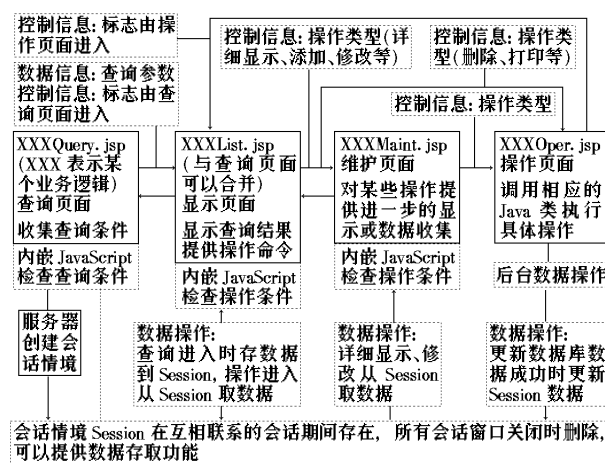 控制信息:标志由操
作页面进入
数据信息:查询参数
控制信息:标志由查
询页面进入
控制信息:操作类型(详
细显示、添加、修改等)
控制信息:操作类
型(删除、打印等)
控制信息:操作类型
XXXQuery.jsp
(XXX 表示某
个业务逻辑)
查询页面
收集查询条件
内嵌 JavaScript
检查查询条件
XXXList.jsp
(与查询页面
可以合并)
显示页面
显示查询结果
提供操作命令
内嵌 JavaScript
检查操作条件
XXXMaint.jsp
维护页面
对某些操作提
供进一步的显
示或数据收集
内嵌 JavaScript
检查操作条件
XXXOper.jsp
操作页面
调用相应的
Java 类执行
具体操作
后台数据操作
服务器
创建会
话情境
数据操作:
查询进入时存数据
到 Session,操作进入
从 Session 取数据
数据操作:
详细显示、修
改从 Session
取数据
数据操作:
更新数据库数
据成功时更新
Session 数据
会话情境 Session 在互相联系的会话期间存在, 所有会话窗口关闭时删除,
可以提供数据存取功能